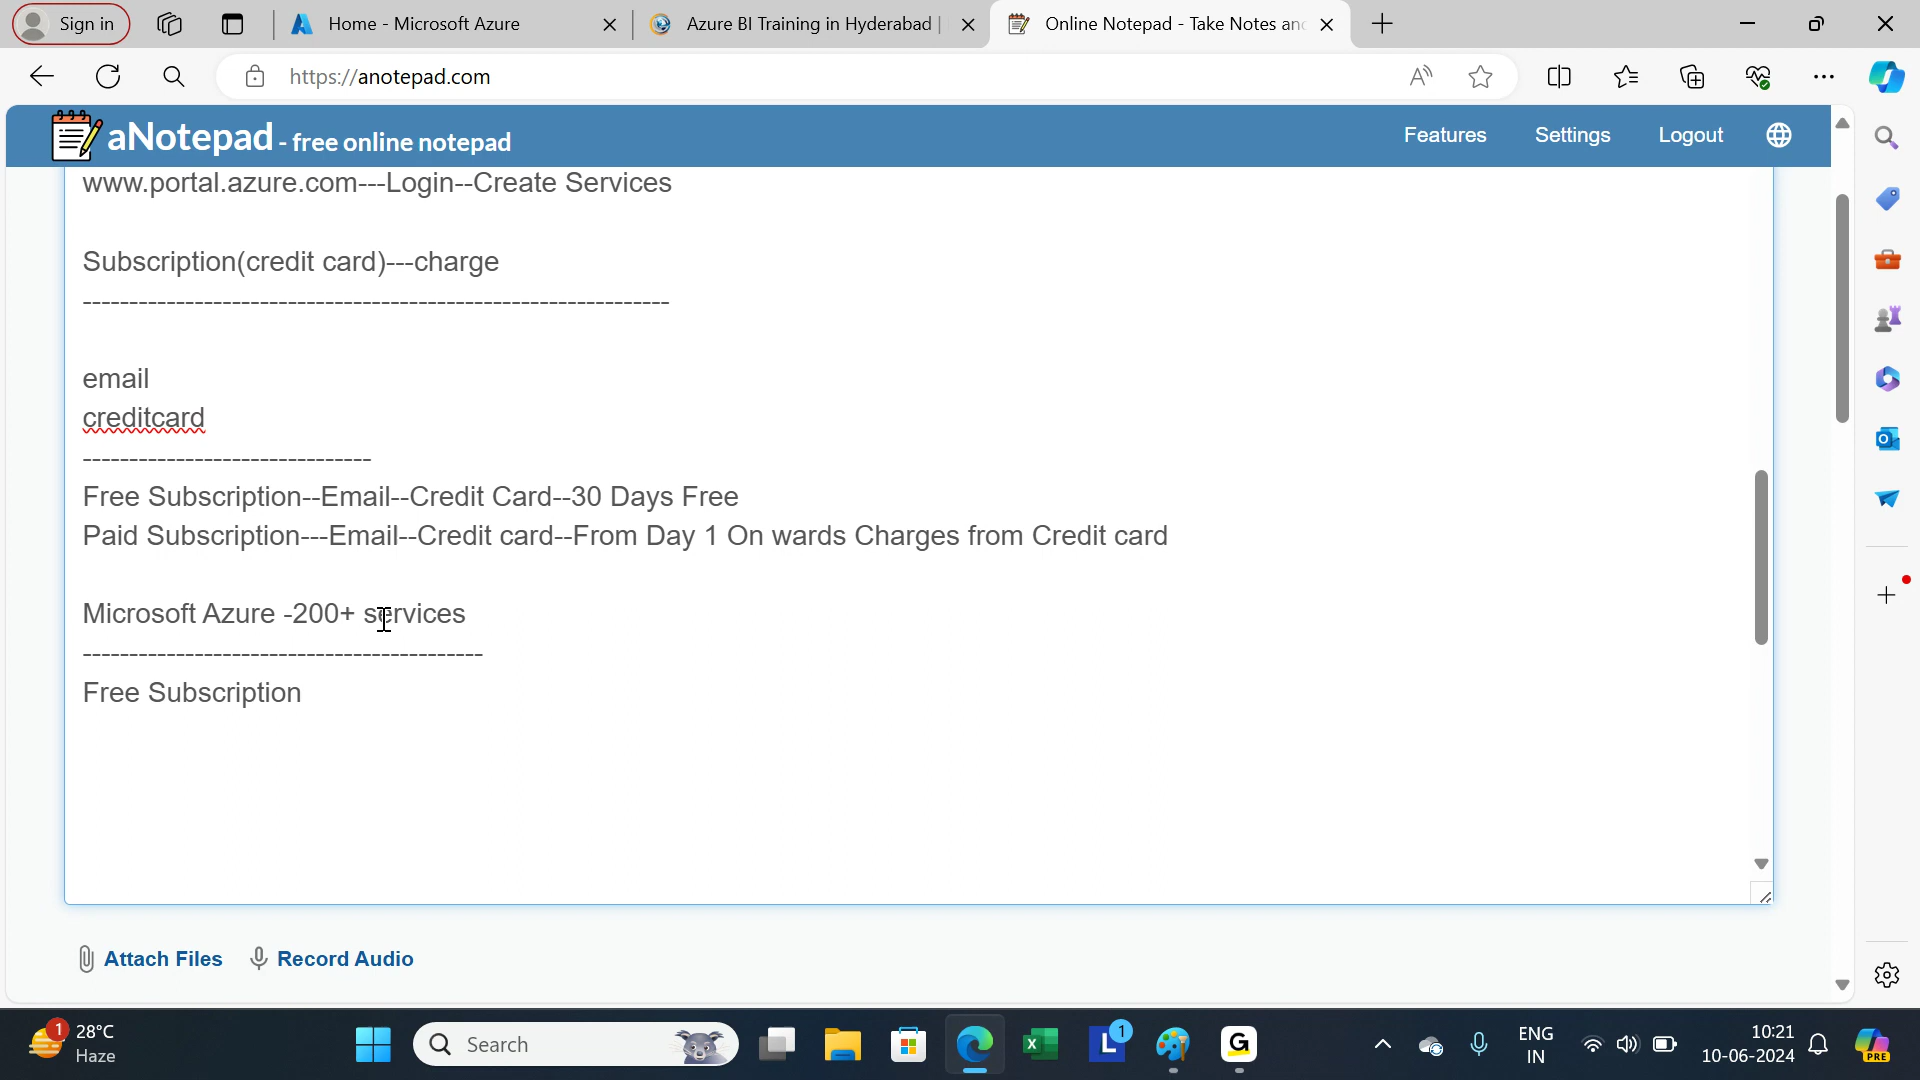 Sign in
Home - Microsoft Azure
Azure BI Training in Hyderabad |
Online Notepad - Take Notes an
https://anotepad.com
aNotepad - free online notepad
Features
Settings
Logout
www.portal.azure.com---Login--Create Services
Subscription(credit card)---charge
---------------------------------------------------------------
email
creditcard
-------------------------------
Free Subscription--Email--Credit Card--30 Days Free
Paid Subscription---Email--Credit card--From Day 1 On wards Charges from Credit card
Microsoft Azure -200+ services
-------------------------------------------
Free Subscription
Attach Files
Record Audio
1
28°C
Haze
Search
L
1
G
ENG
IN
10:21
10-06-2024
PRE